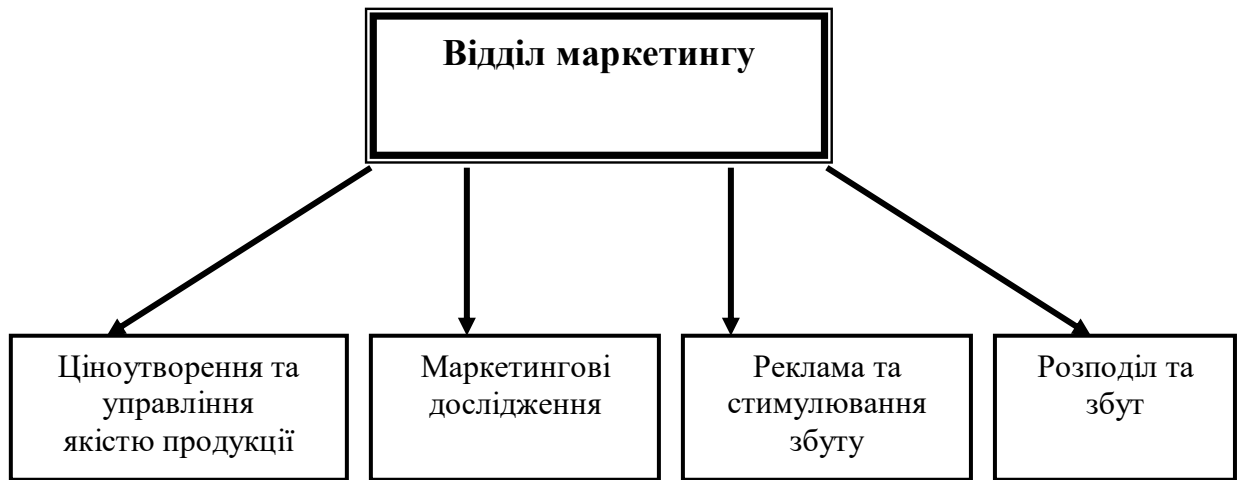 Відділ маркетингу
Ціноутворення та
управління
якістю продукції
Маркетингові
дослідження
Реклама та
стимулювання
збуту
Розподіл та
збут